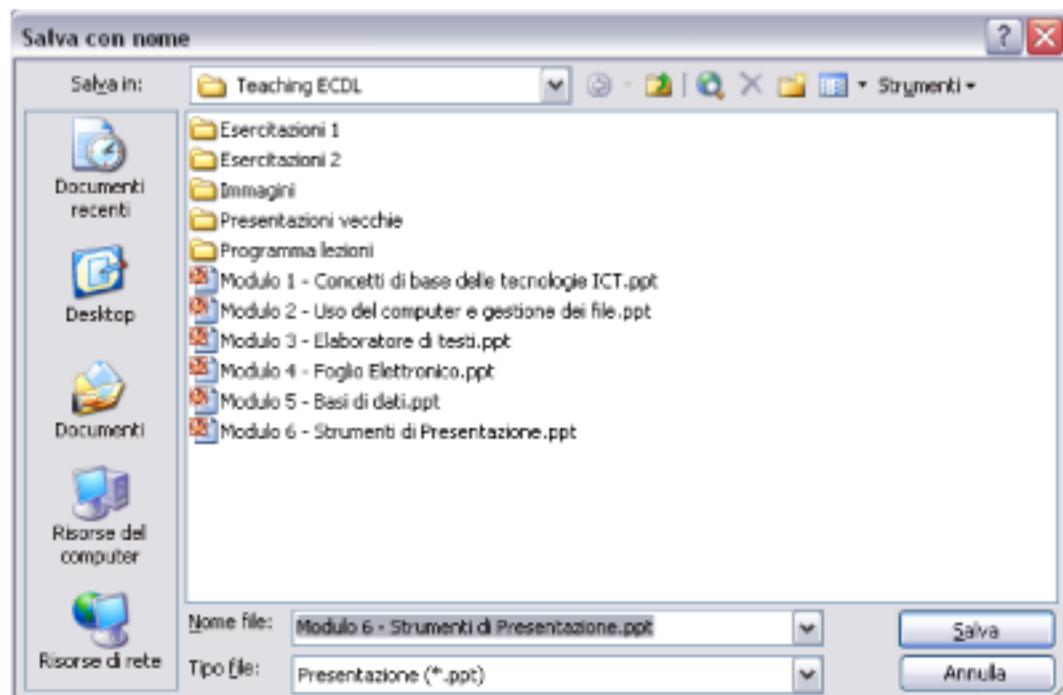 Salva con nome
Salva in:
Teaching ECDL
Strumenti
Documenti recenti
Desktop
Documenti
Risorse del computer
Risorse di rete
Esercitazioni 1
Esercitazioni 2
Immagini
Presentazioni vecchie
Programma lezioni
Modulo 1 - Concetti di base delle tecnologie ICT.ppt
Modulo 2 - Uso del computer e gestione dei file.ppt
Modulo 3 - Elaboratore di testi.ppt
Modulo 4 - Foglio Elettronico.ppt
Modulo 5 - Basi di dati.ppt
Modulo 6 - Strumenti di Presentazione.ppt
Nome file:
Modulo 6 - Strumenti di Presentazione.ppt
Salva
Tipo file:
Presentazione (*.ppt)
Annulla